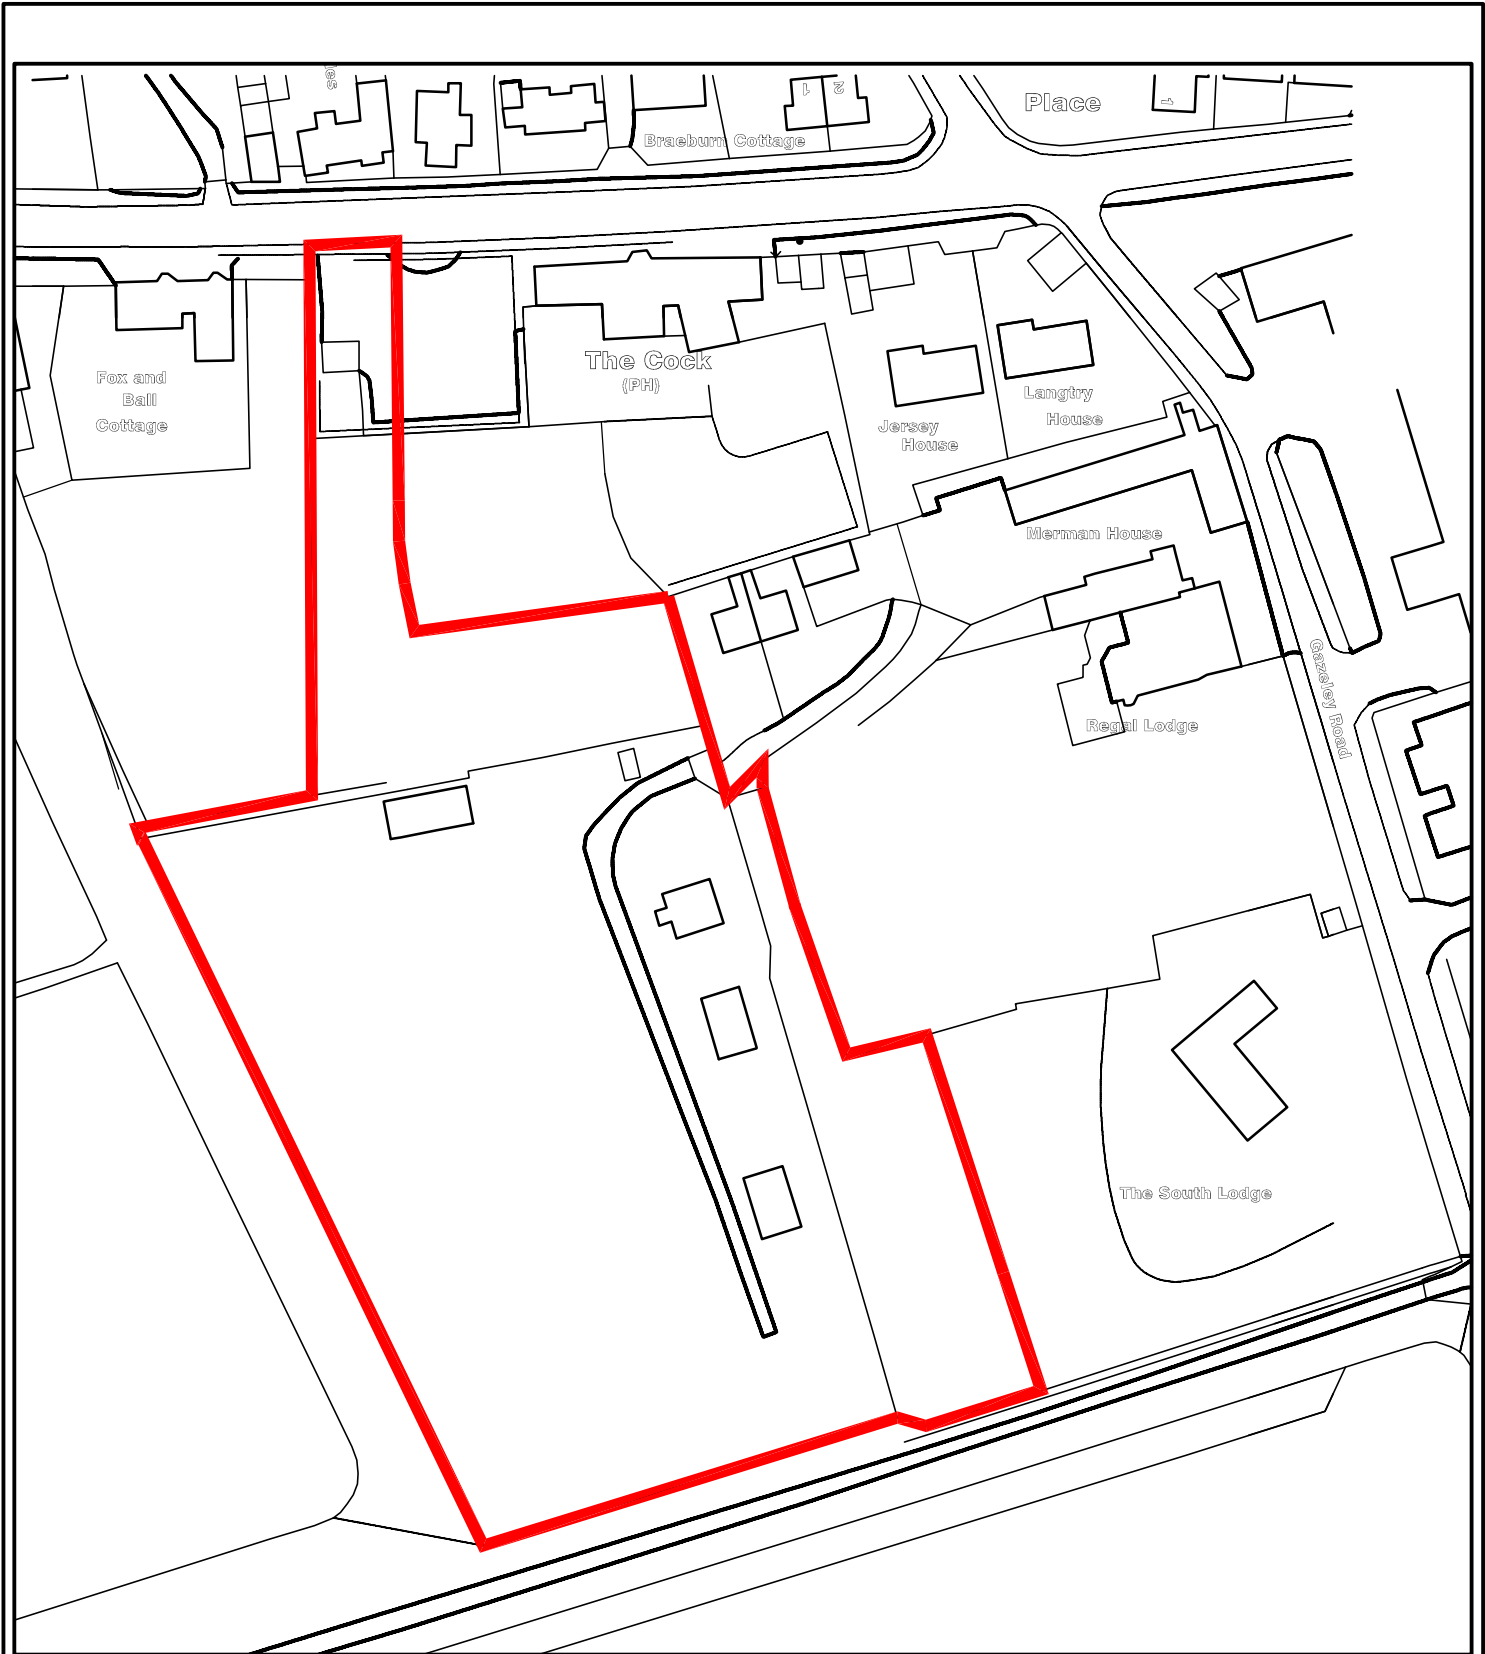 1
2
Place
1
Braeburn Cottage
The Cock
(PH)
Fox and
Ball
Cottage
Langtry
House
Jersey
House
Merman House
Gazeley Road
Regal Lodge
The South Lodge